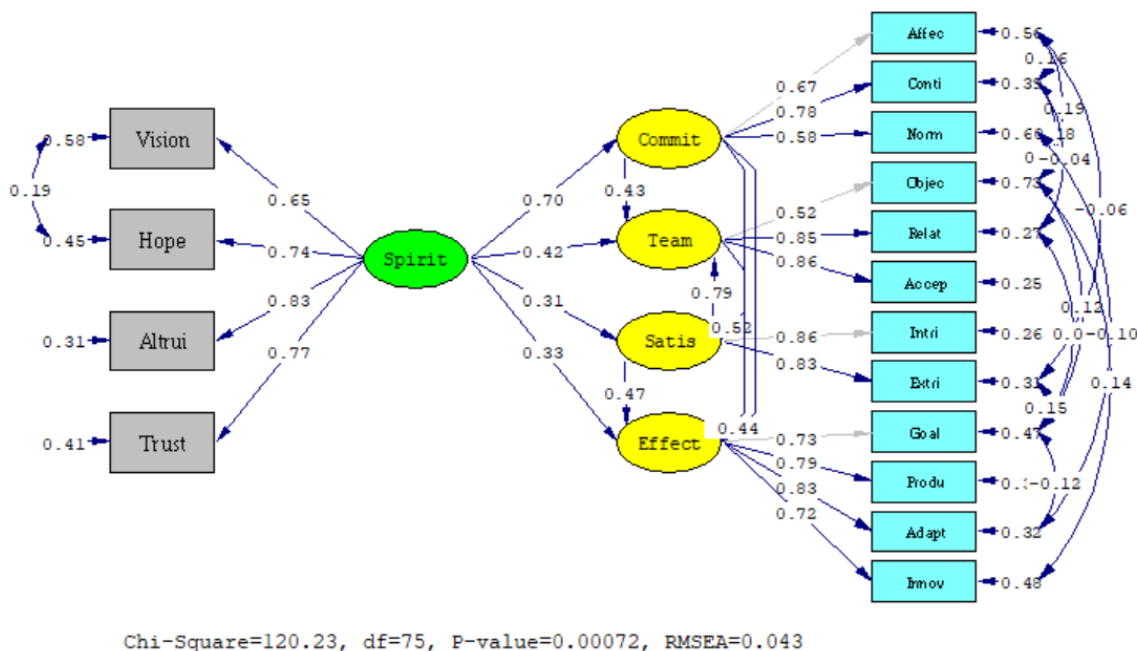 Affec
0.56
0.16
0.67
Conti
0.39
0.58
Vision
Commit
0.78
0.19
0.58
Norm
0.66
0.18
-0.04
0.19
0.65
0.70
0.43
Objec
0.73
0.52
-0.06
0.45
Hope
0.74
Spirit
0.42
Team
0.85
Relat
0.27
0.86
Accep
0.25
0.83
0.31
0.79
0.12
0.31
Altrui
0.52
Satis
0.86
Intri
0.26
-0.10
0.77
0.33
0.83
Extri
0.31
0.14
0.47
0.15
0.41
Trust
Effect
0.44
0.73
Goal
0.47
0.79
Produ
-0.12
0.83
0.72
Adapt
0.32
Innov
0.48
Chi-Square=120.23, df=75, P-value=0.00072, RMSEA=0.043